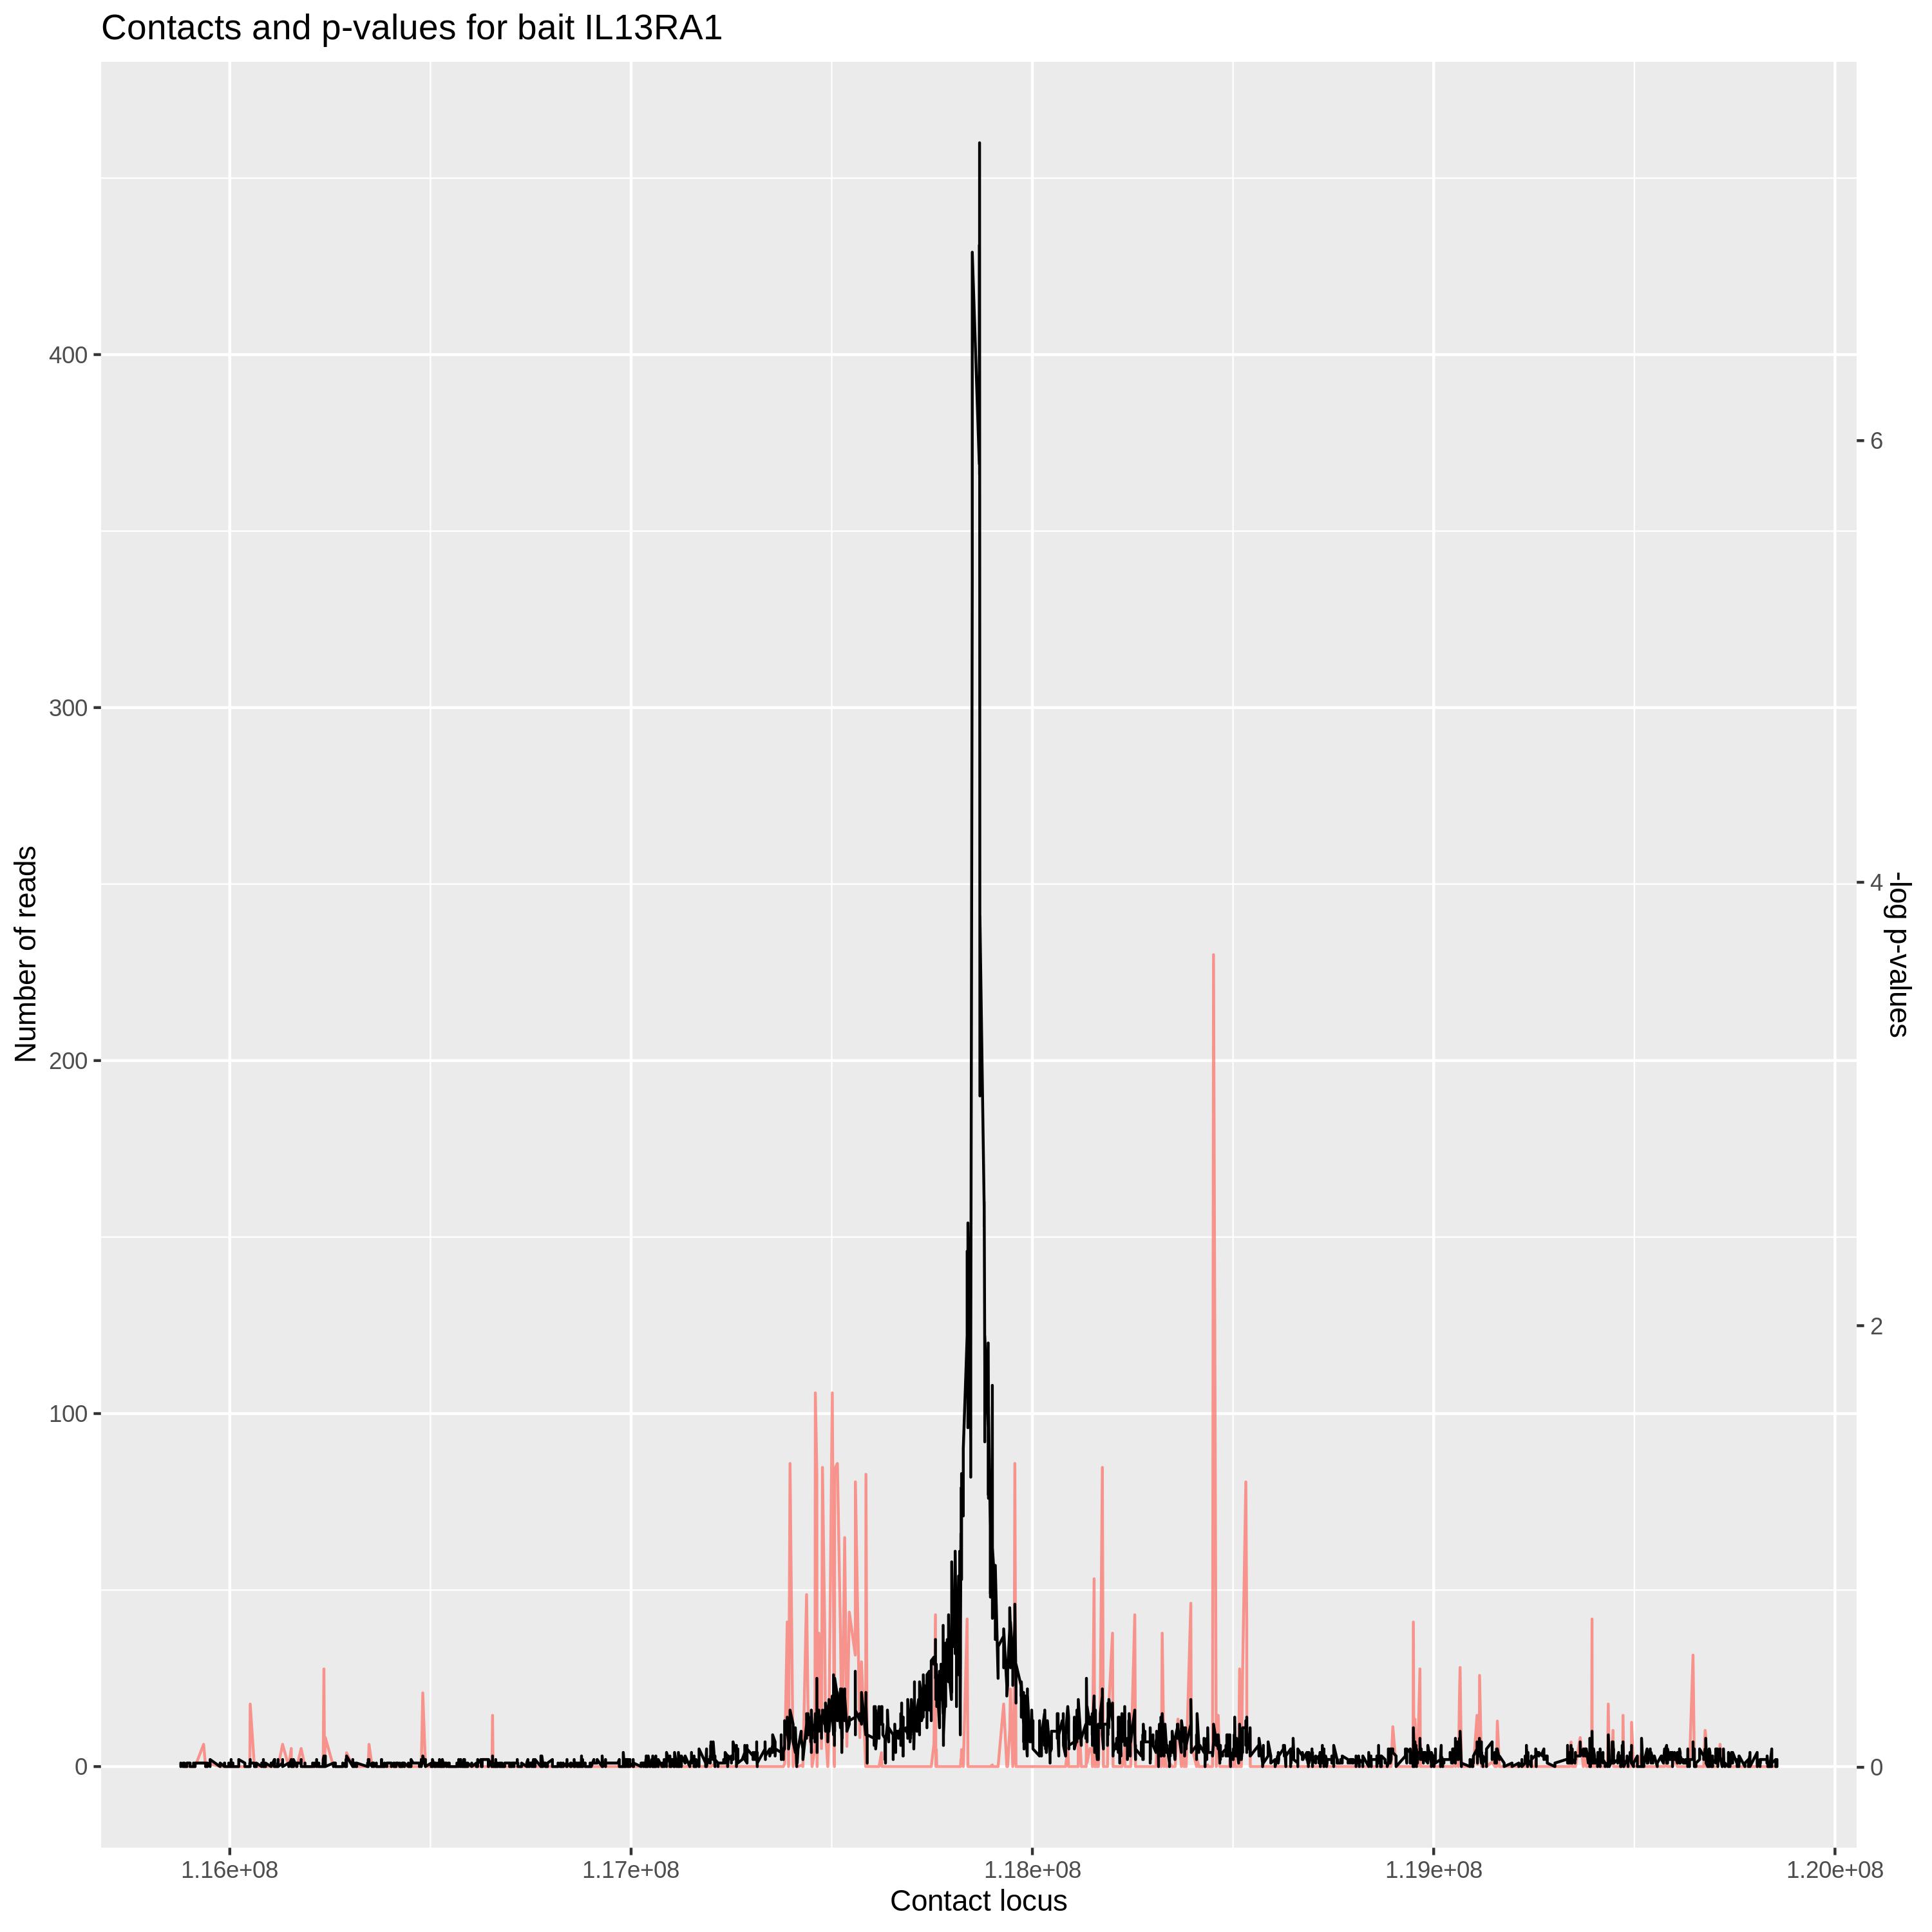 Contacts and p-values for bait IL13RA1
Number of reads
400
300
200
100
0
6
4
2
0
-log p-values
1.16e+08
1.17e+08
1.18e+08
1.19e+08
1.20e+08
Contact locus